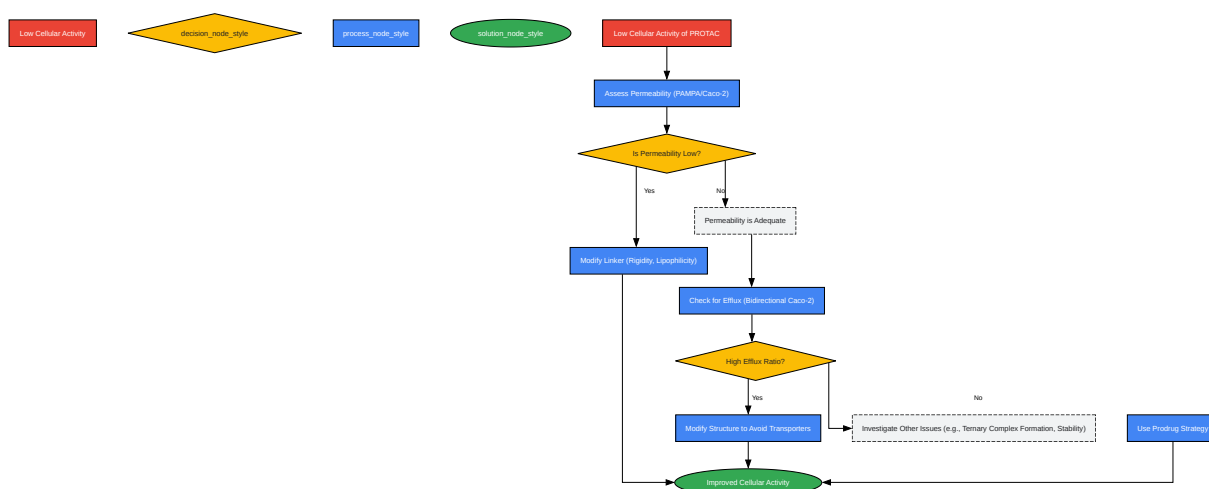 Low Cellular Activity
decision_node_style
process_node_style
solution_node_style
Low Cellular Activity of PROTAC
Assess Permeability (PAMPA/Caco-2)
Is Permeability Low?
Yes
No
Permeability is Adequate
Modify Linker (Rigidity, Lipophilicity)
Check for Efflux (Bidirectional Caco-2)
High Efflux Ratio?
Yes
No
Modify Structure to Avoid Transporters
Investigate Other Issues (e.g., Ternary Complex Formation, Stability)
Use Prodrug Strategy
Improved Cellular Activity